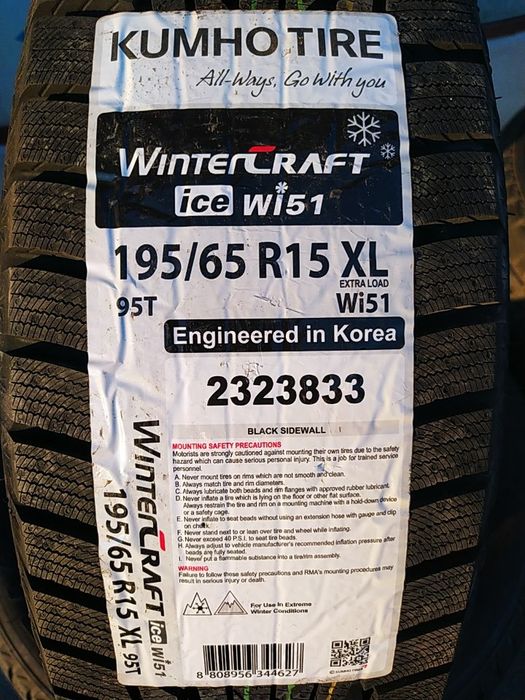 KUMHO TIRE
All-Ways, Go With you
WINTERCRAFT
ice Wi51
195/65 R15 XL
EXTRA LOAD
95T
Wi51
Engineered in Korea
2323833
BLACK SIDEWALL
MOUNTING SAFETY PRECAUTIONS
Motorists are strongly cautioned against mounting their own tires due to the safety
hazard which can cause serious personal injury. This is a job for trained service
personnel.
A. Never mount tires on rims which are not smooth and clean.
B. Always match tire and rim diameters.
C. Always lubricate both beads and rim flanges with approved rubber lubricant.
D. Never inflate a tire which is lying on the floor or other flat surface.
Always restrain the tire and rim on a mounting machine with a hold-down device
or a safety cage.
E. Never inflate to seat beads without using an extension hose with gauge and clip
on chuck.
F. Never stand next to or lean over tire and wheel while inflating.
G. Never exceed 40 P.S.I. to seat tire beads.
H. Always adjust to vehicle manufacturer's recommended inflation pressure after
beads are fully seated.
I. Never put a flammable substance into a tire/rim assembly.
WARNING
Failure to follow those safety precautions and RMA's mounting procedures may
result in serious injury or death.
For Use In Extreme
Winter Conditions
8 808956 344627
KUMHO TIRE
WINTERCRAFT ice Wi51
195/65 R15 XL 95T